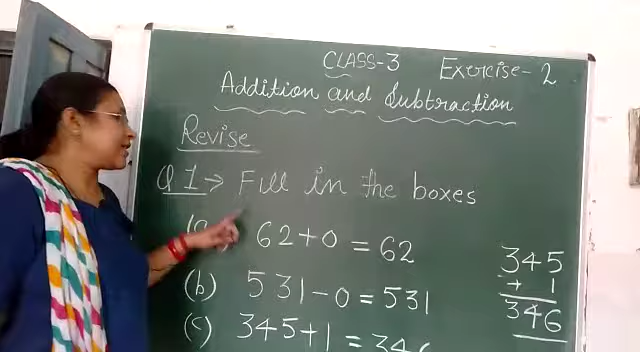 CLASS-3 Exercise-2
Addition and Subtraction
Revise
Q1→ Fill in the boxes
62+0 = 62
(b) 531-0 = 531
(c) 345+1 = 346
345
+ 1
346